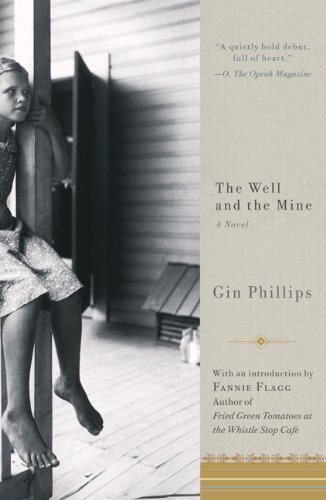 "A quietly bold debut,
full of heart."
—O, The Oprah Magazine
The Well
and the Mine
A Novel
Gin Phillips
With an introduction by
FANNIE FLAGG
Author of
Fried Green Tomatoes at
the Whistle Stop Cafe